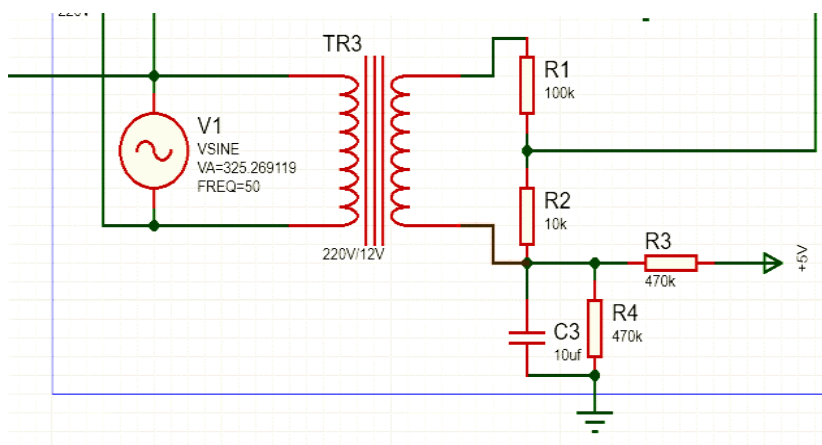 220V
TR3
R1
100k
V1
VSINE
VA=325.269119
FREQ=50
R2
10k
220V/12V
R3
470k
+5V
C3
10uf
R4
470k